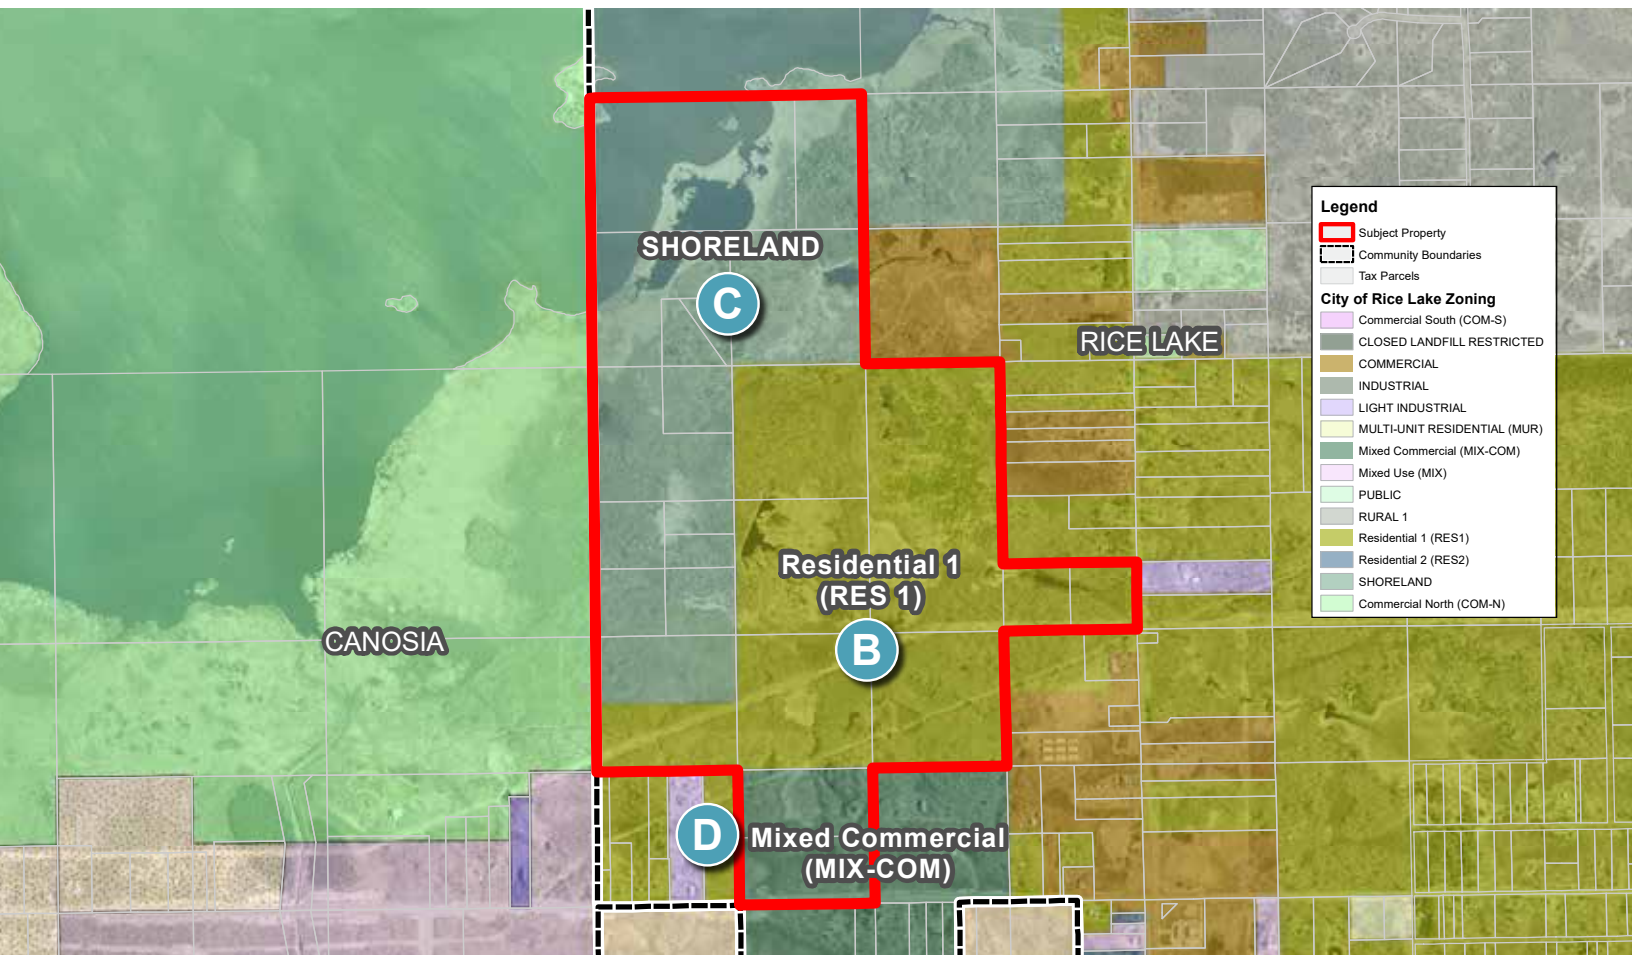 SHORELAND
C
RICE LAKE
Residential 1
(RES 1)
B
CANOSIA
D
Mixed Commercial
(MIX-COM)
Legend
Subject Property
Community Boundaries
Tax Parcels
City of Rice Lake Zoning
Commercial South (COM-S)
CLOSED LANDFILL RESTRICTED
COMMERCIAL
INDUSTRIAL
LIGHT INDUSTRIAL
MULTI-UNIT RESIDENTIAL (MUR)
Mixed Commercial (MIX-COM)
Mixed Use (MIX)
PUBLIC
RURAL 1
Residential 1 (RES1)
Residential 2 (RES2)
SHORELAND
Commercial North (COM-N)